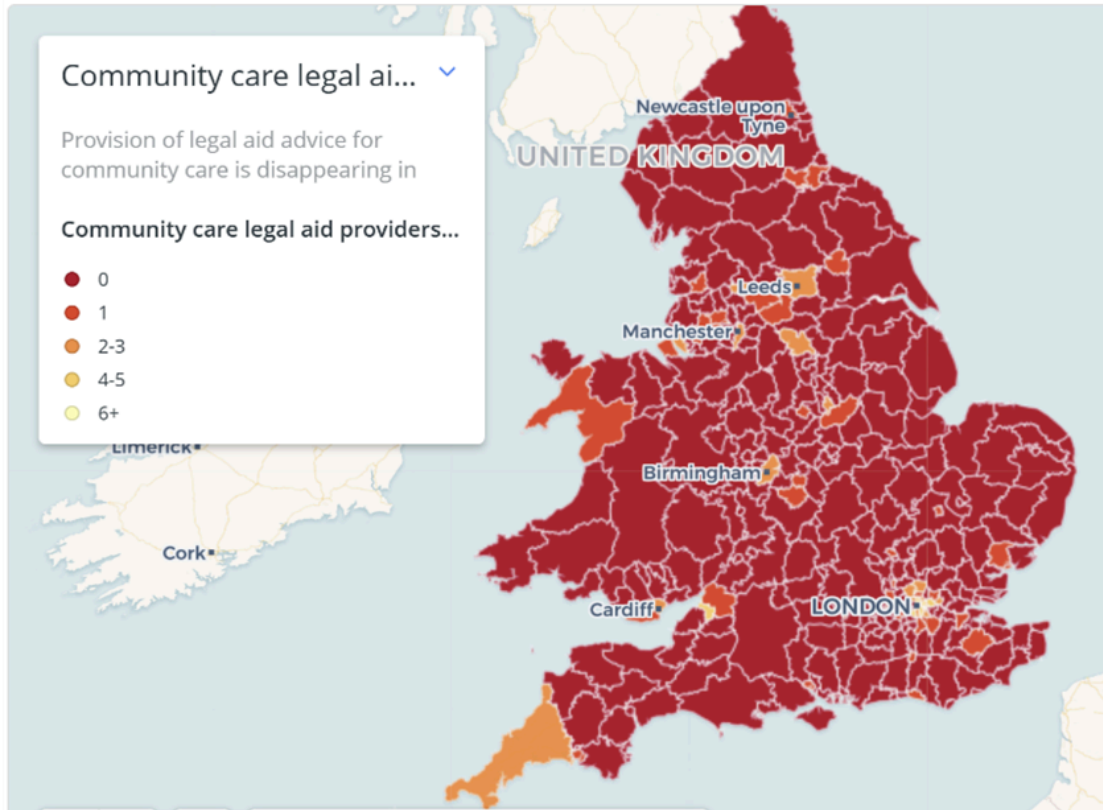 Community care legal ai...
Provision of legal aid advice for
community care is disappearing in
Community care legal aid providers...
0
1
2-3
4-5
6+
Newcastle upon
Tyne
UNITED KINGDOM
Leeds
Manchester
Limerick
Birmingham
Cork
Cardiff
LONDON